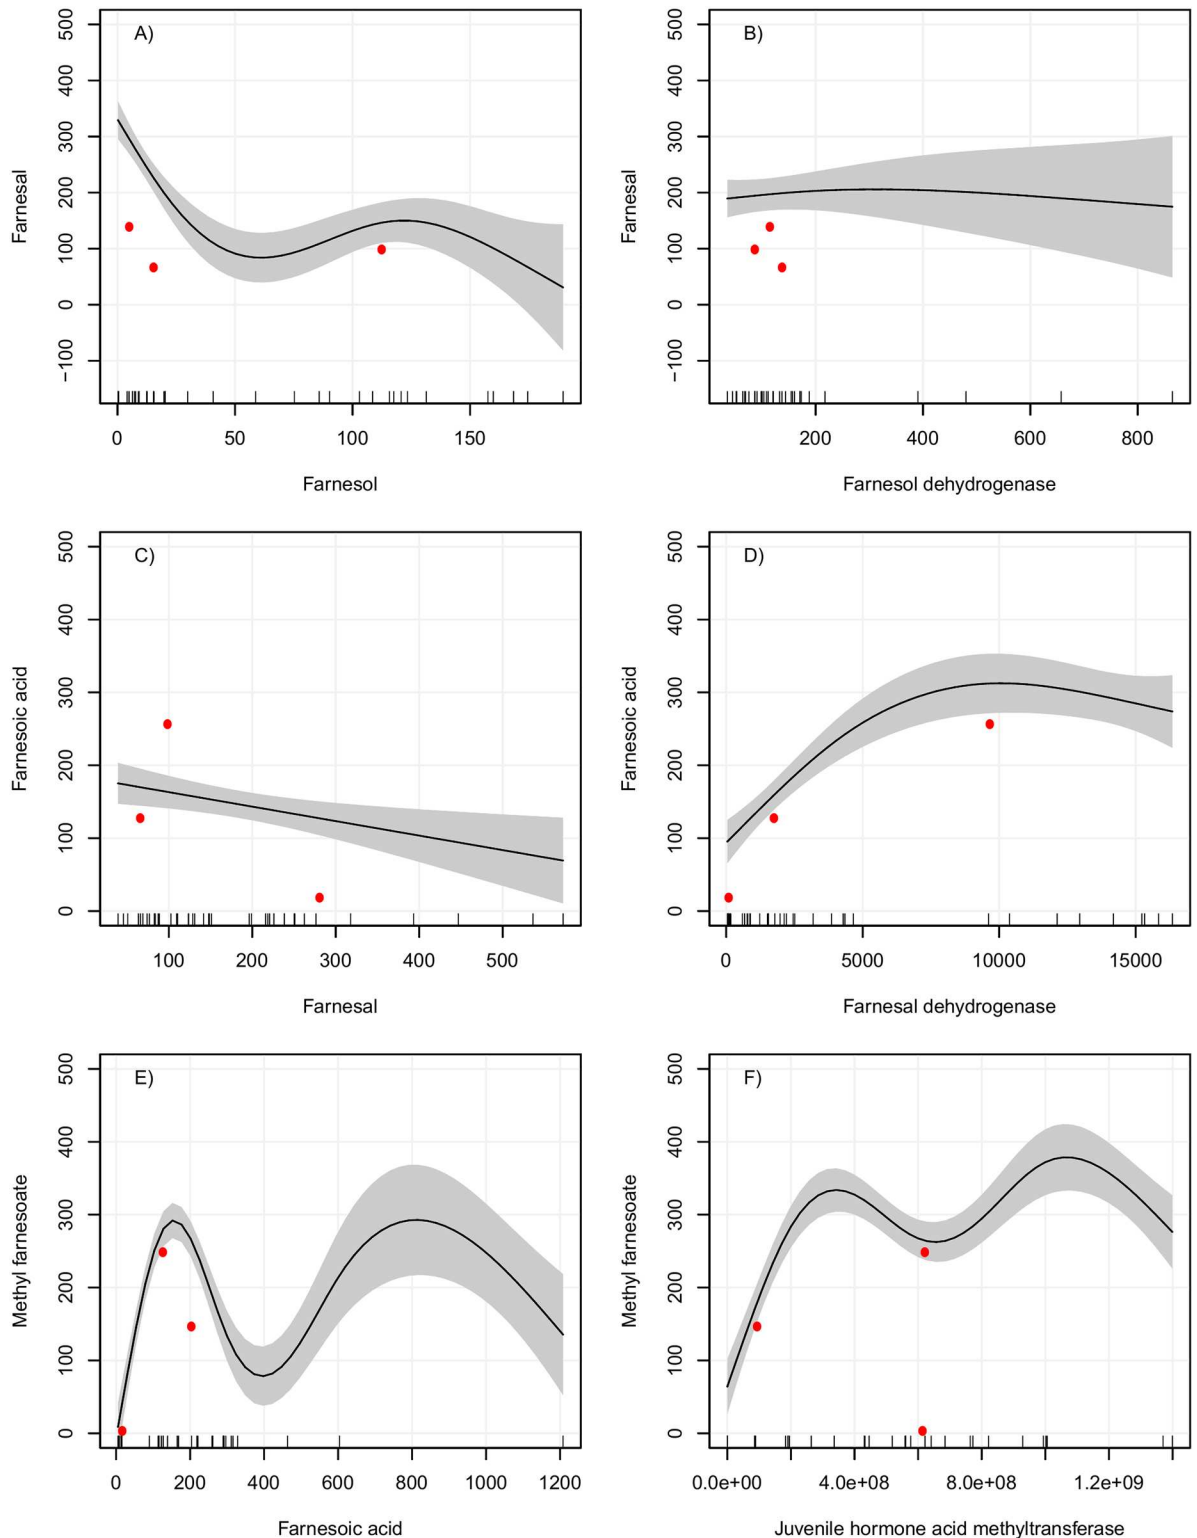 A)
500
400
300
200
100
0
−100
Farnesal
0 50 100 150
Farnesol
B)
500
400
300
200
100
0
−100
Farnesal
200 400 600 800
Farnesol dehydrogenase
C)
500
400
300
200
100
0
Farnesoic acid
100 200 300 400 500
Farnesal
D)
500
400
300
200
100
0
Farnesoic acid
0 5000 10000 15000
Farnesal dehydrogenase
E)
500
400
300
200
100
0
Methyl farnesoate
0 200 400 600 800 1000 1200
Farnesoic acid
F)
500
400
300
200
100
0
Methyl farnesoate
0.0e+00 4.0e+08 8.0e+08 1.2e+09
Juvenile hormone acid methyltransferase